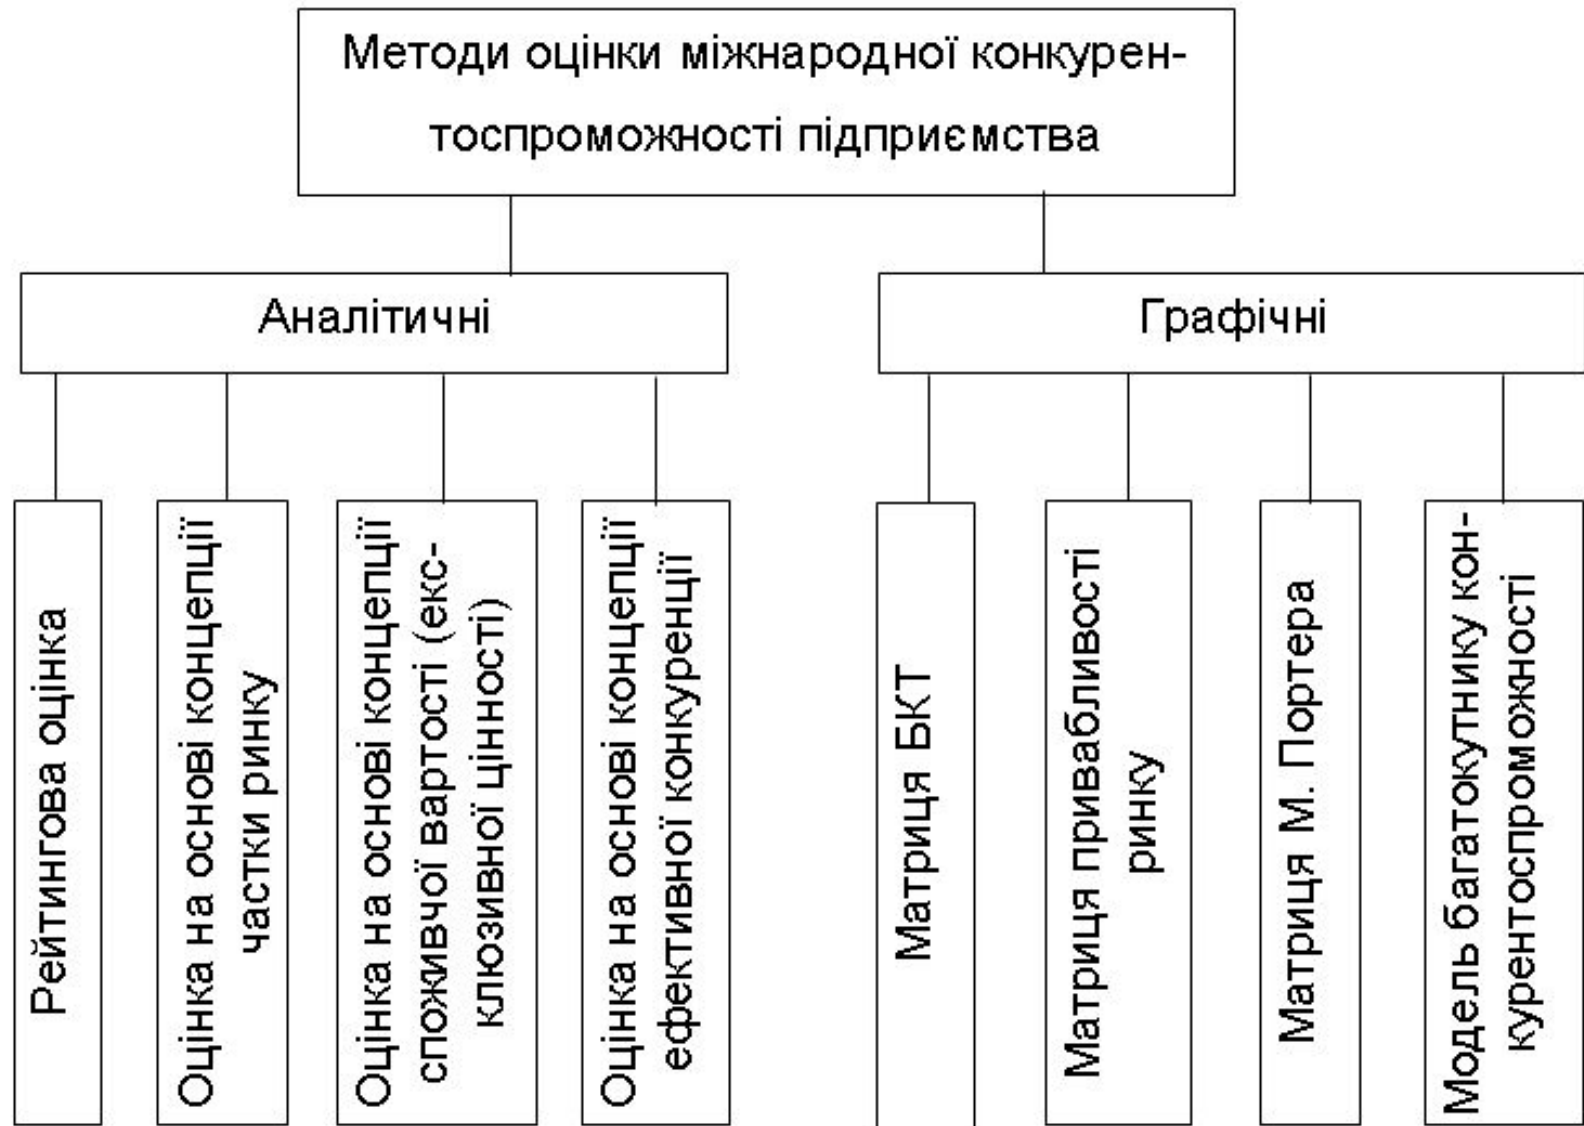 Методи оцінки міжнародної конкурен-
тоспроможності підприємства
Аналітичні
Графічні
Рейтингова оцінка
Оцінка на основі концепції
частки ринку
Оцінка на основі концепції
споживчої вартості (екс-
клюзивної цінності)
Оцінка на основі концепції
ефективної конкуренції
Матриця БКТ
Матриця привабливості
ринку
Матриця М. Портера
Модель багатокутнику кон-
курентоспроможності